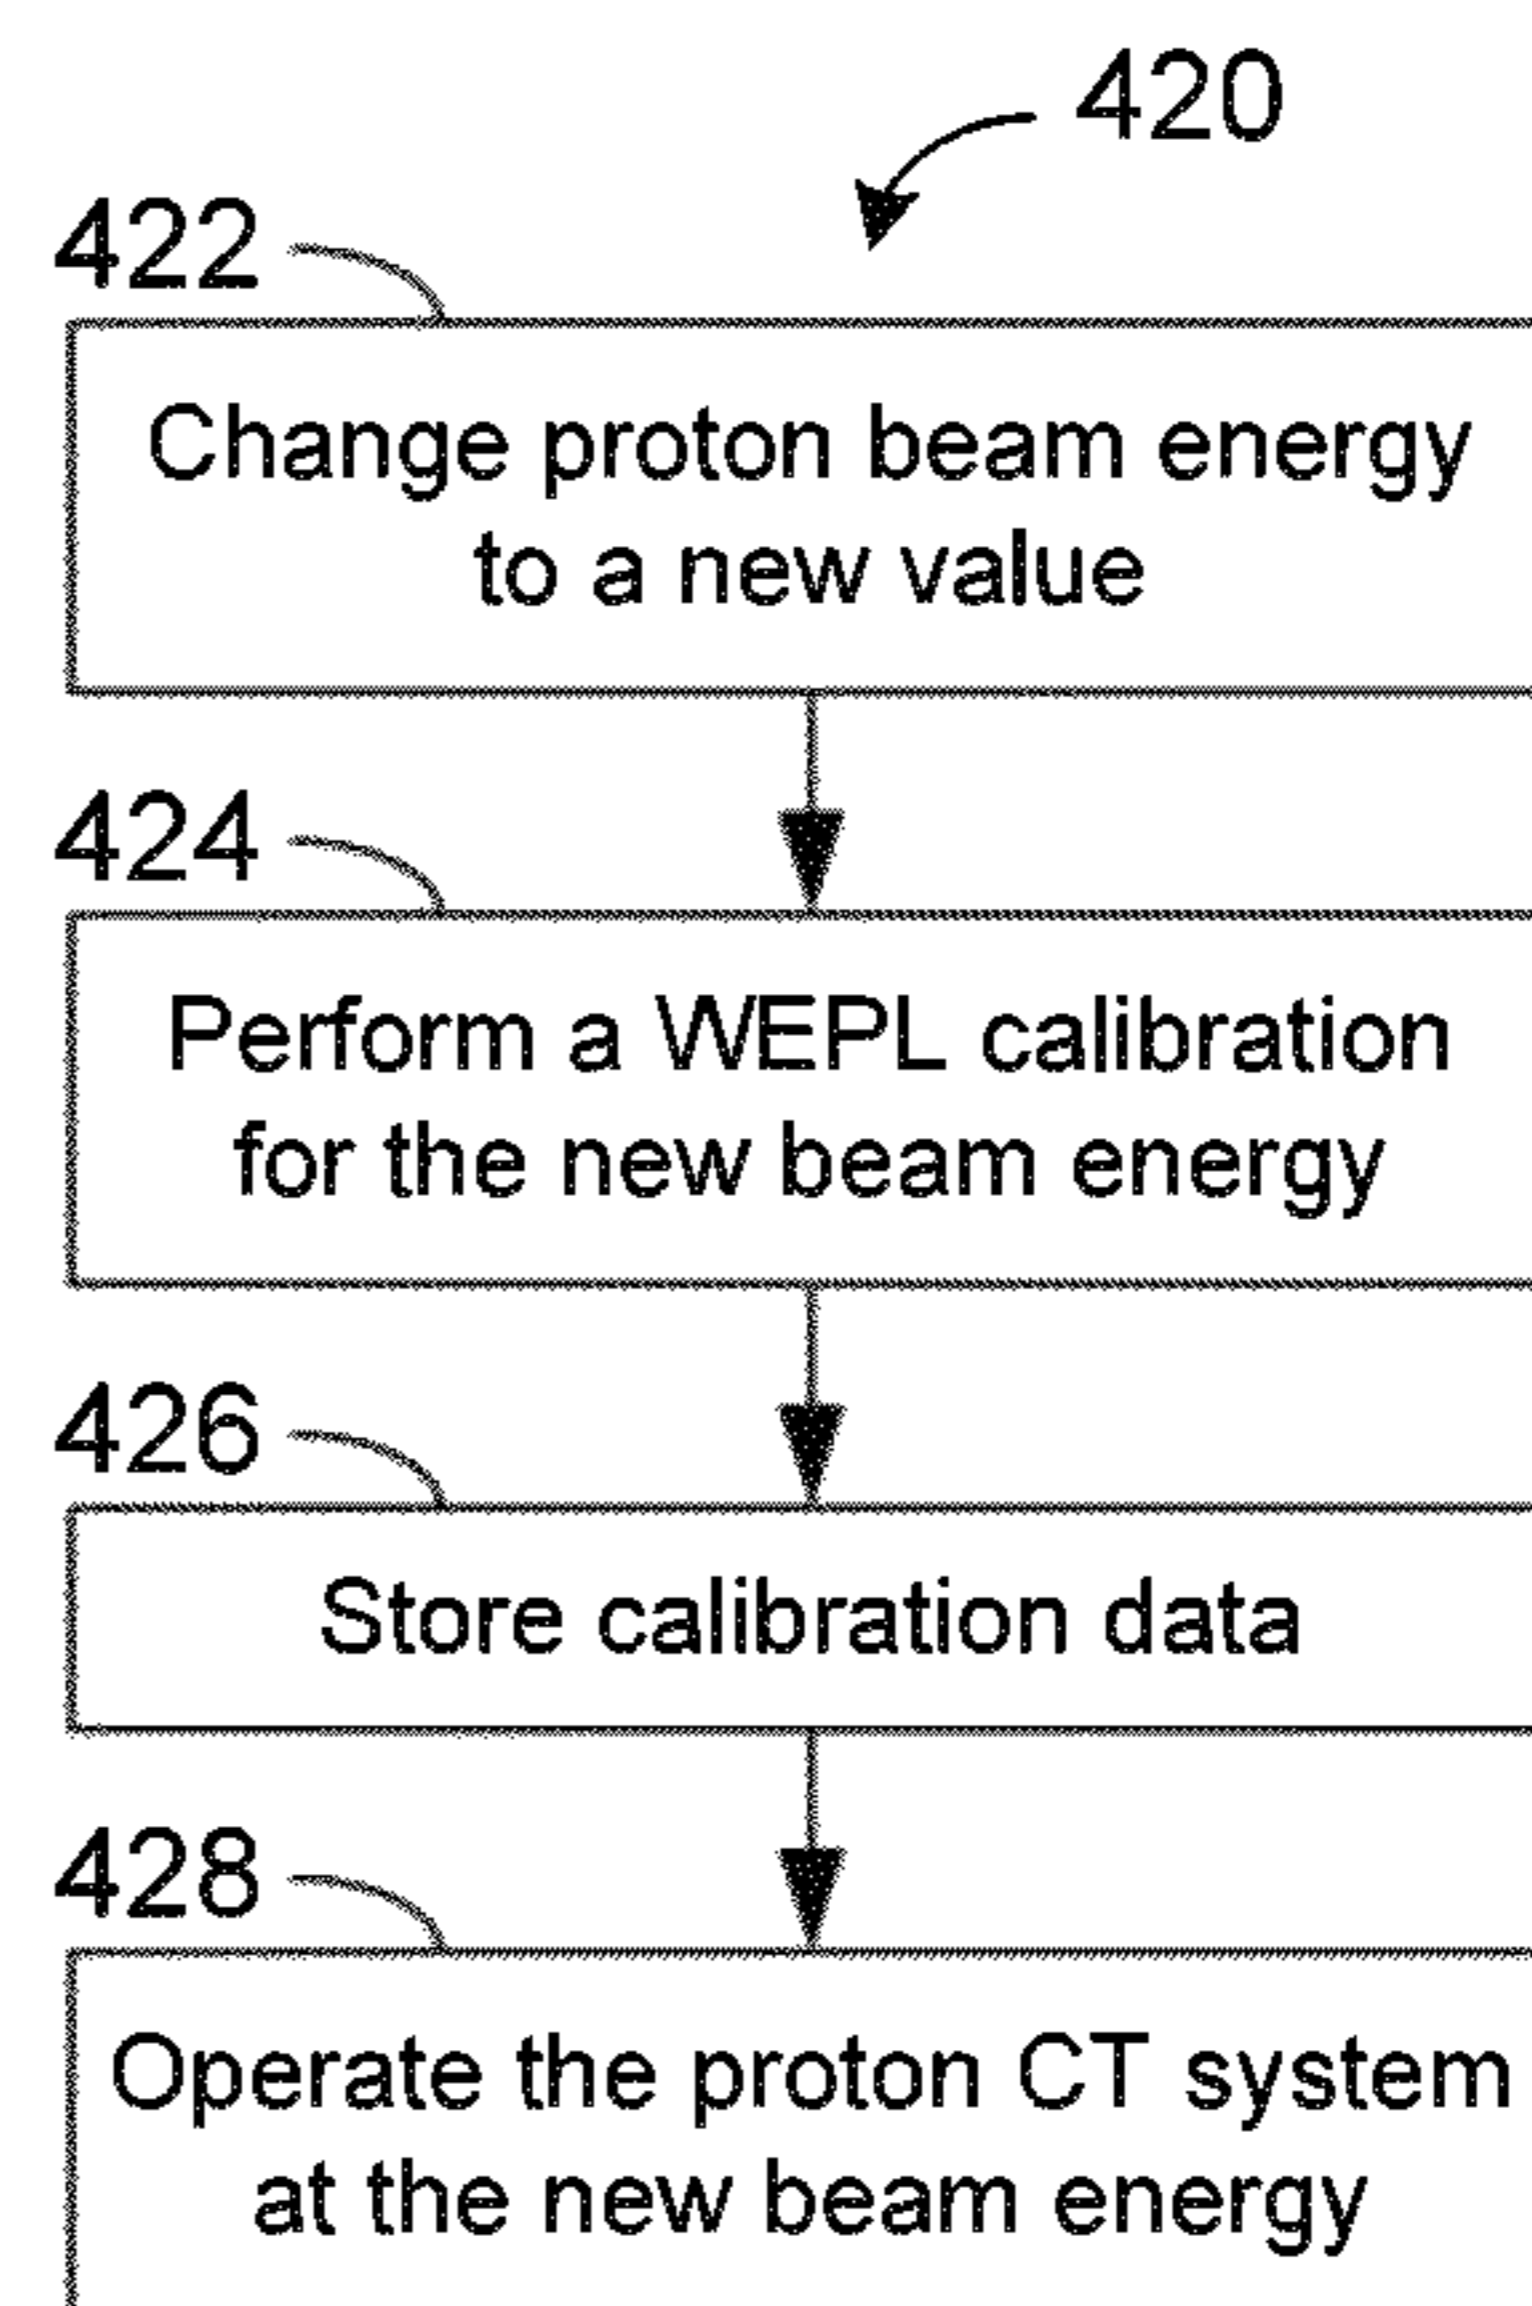 420
422
Change proton beam energy
to a new value
424
Perform a WEPL calibration
for the new beam energy
426
Store calibration data
428
Operate the proton CT system
at the new beam energy